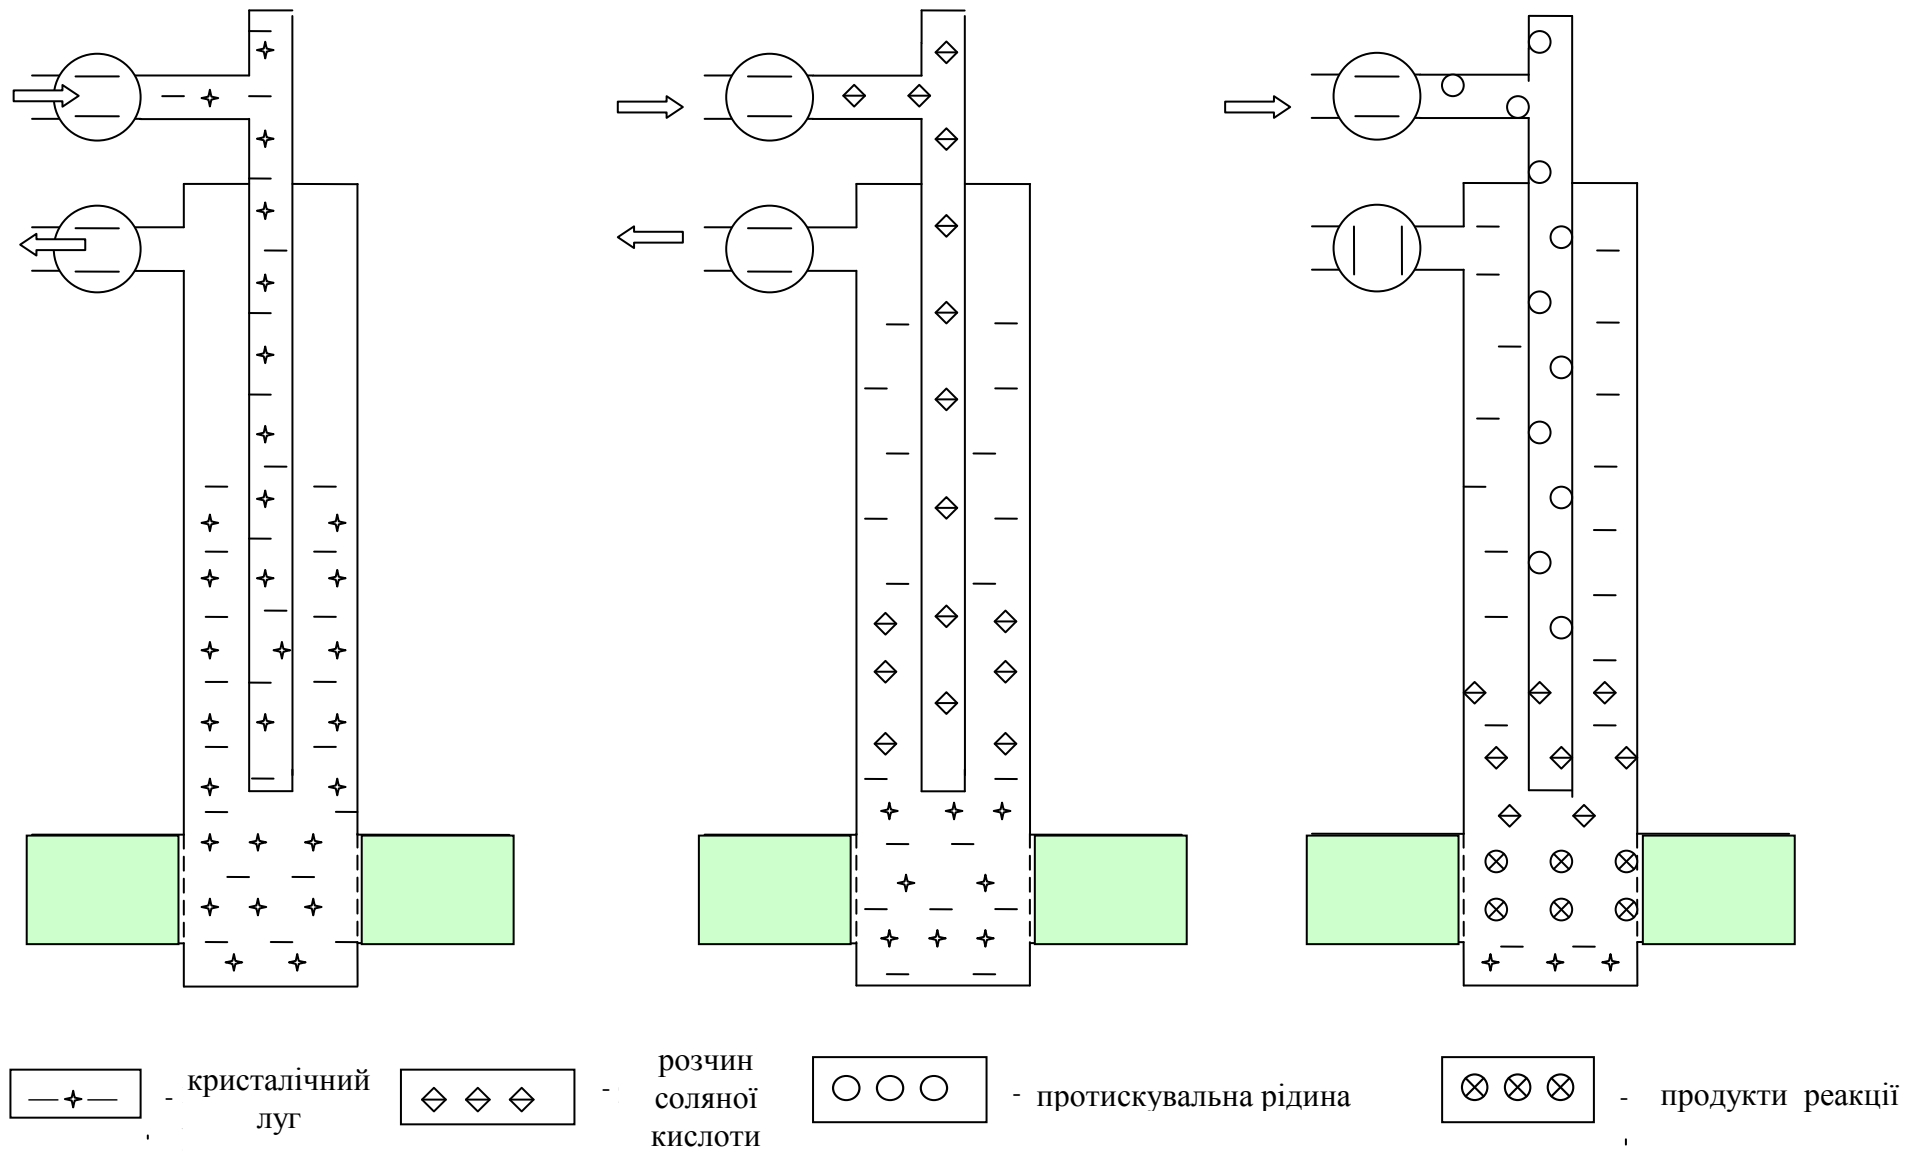 - кристалічний
луг
- розчин
соляної
кислоти
- протискувальна рідина
- продукти реакції